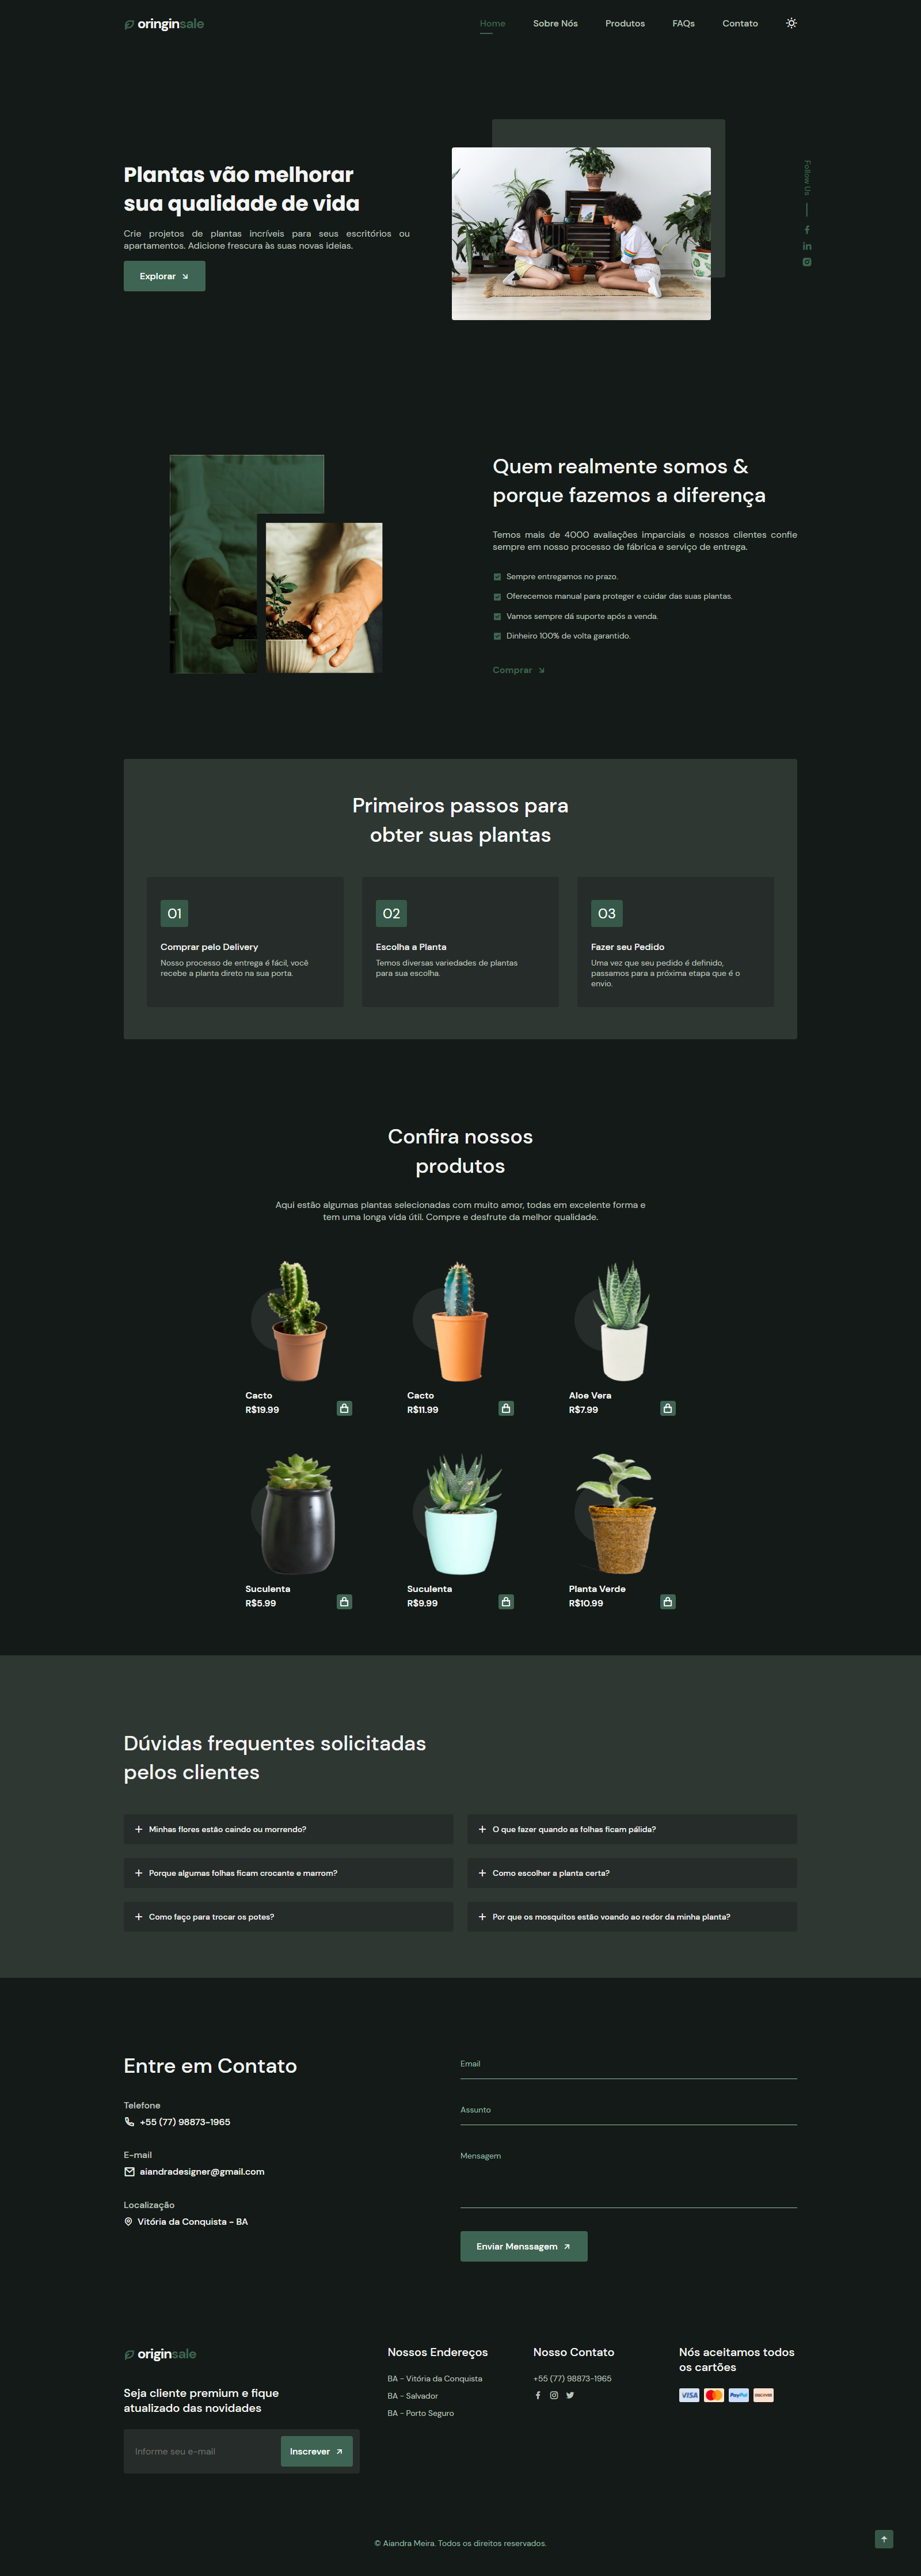 oringinsale
Home
Sobre Nós
Produtos
FAQs
Contato
Plantas vão melhorar
sua qualidade de vida
Crie projetos de plantas incríveis para seus escritórios ou
apartamentos. Adicione frescura às suas novas ideias.
Explorar
Follow Us
Quem realmente somos &
porque fazemos a diferença
Temos mais de 4000 avaliações imparciais e nossos clientes confie
sempre em nosso processo de fábrica e serviço de entrega.
Sempre entregamos no prazo.
Oferecemos manual para proteger e cuidar das suas plantas.
Vamos sempre dá suporte após a venda.
Dinheiro 100% de volta garantido.
Comprar
Primeiros passos para
obter suas plantas
01
Comprar pelo Delivery
Nosso processo de entrega é fácil, você
recebe a planta direto na sua porta.
02
Escolha a Planta
Temos diversas variedades de plantas
para sua escolha.
03
Fazer seu Pedido
Uma vez que seu pedido é definido,
passamos para a próxima etapa que é o
envio.
Confira nossos
produtos
Aqui estão algumas plantas selecionadas com muito amor, todas em excelente forma e
tem uma longa vida útil. Compre e desfrute da melhor qualidade.
Cacto
R$19.99
Cacto
R$11.99
Aloe Vera
R$7.99
Suculenta
R$5.99
Suculenta
R$9.99
Planta Verde
R$10.99
Dúvidas frequentes solicitadas
pelos clientes
Minhas flores estão caindo ou morrendo?
O que fazer quando as folhas ficam pálida?
Porque algumas folhas ficam crocante e marrom?
Como escolher a planta certa?
Como faço para trocar os potes?
Por que os mosquitos estão voando ao redor da minha planta?
Entre em Contato
Telefone
+55 (77) 98873-1965
E-mail
aiandradesigner@gmail.com
Localização
Vitória da Conquista - BA
Email
Assunto
Mensagem
Enviar Menssagem
originsale
Seja cliente premium e fique
atualizado das novidades
Informe seu e-mail
Inscrever
Nossos Endereços
BA - Vitória da Conquista
BA - Salvador
BA - Porto Seguro
Nosso Contato
+55 (77) 98873-1965
Nós aceitamos todos
os cartões
VISA
PayPal
DISCOVER
© Aiandra Meira. Todos os direitos reservados.